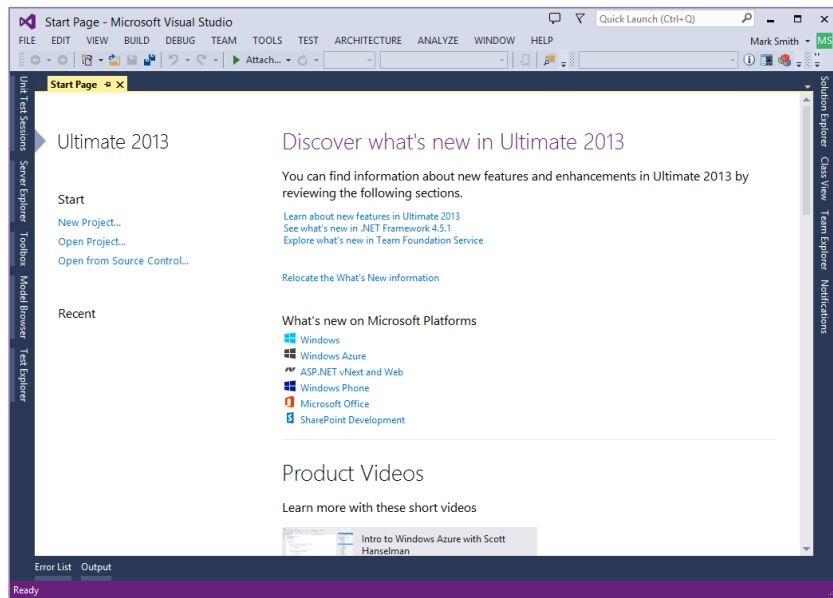 Start Page - Microsoft Visual Studio
Quick Launch (Ctrl+Q)
FILE EDIT VIEW BUILD DEBUG TEAM TOOLS TEST ARCHITECTURE ANALYZE WINDOW HELP
Mark Smith MS
Attach...
Start Page
Unit Test Sessions
Server Explorer
Toolbox
Model Browser
Test Explorer
Ultimate 2013
Start
New Project...
Open Project...
Open from Source Control...
Recent
Discover what's new in Ultimate 2013
You can find information about new features and enhancements in Ultimate 2013 by
reviewing the following sections.
Learn about new features in Ultimate 2013
See what's new in .NET Framework 4.5.1
Explore what's new in Team Foundation Service
Relocate the What's New information
What's new on Microsoft Platforms
Windows
Windows Azure
ASP.NET vNext and Web
Windows Phone
Microsoft Office
SharePoint Development
Product Videos
Learn more with these short videos
Intro to Windows Azure with Scott
Hanselman
Solution Explorer
Class View
Team Explorer
Notifications
Error List Output
Ready